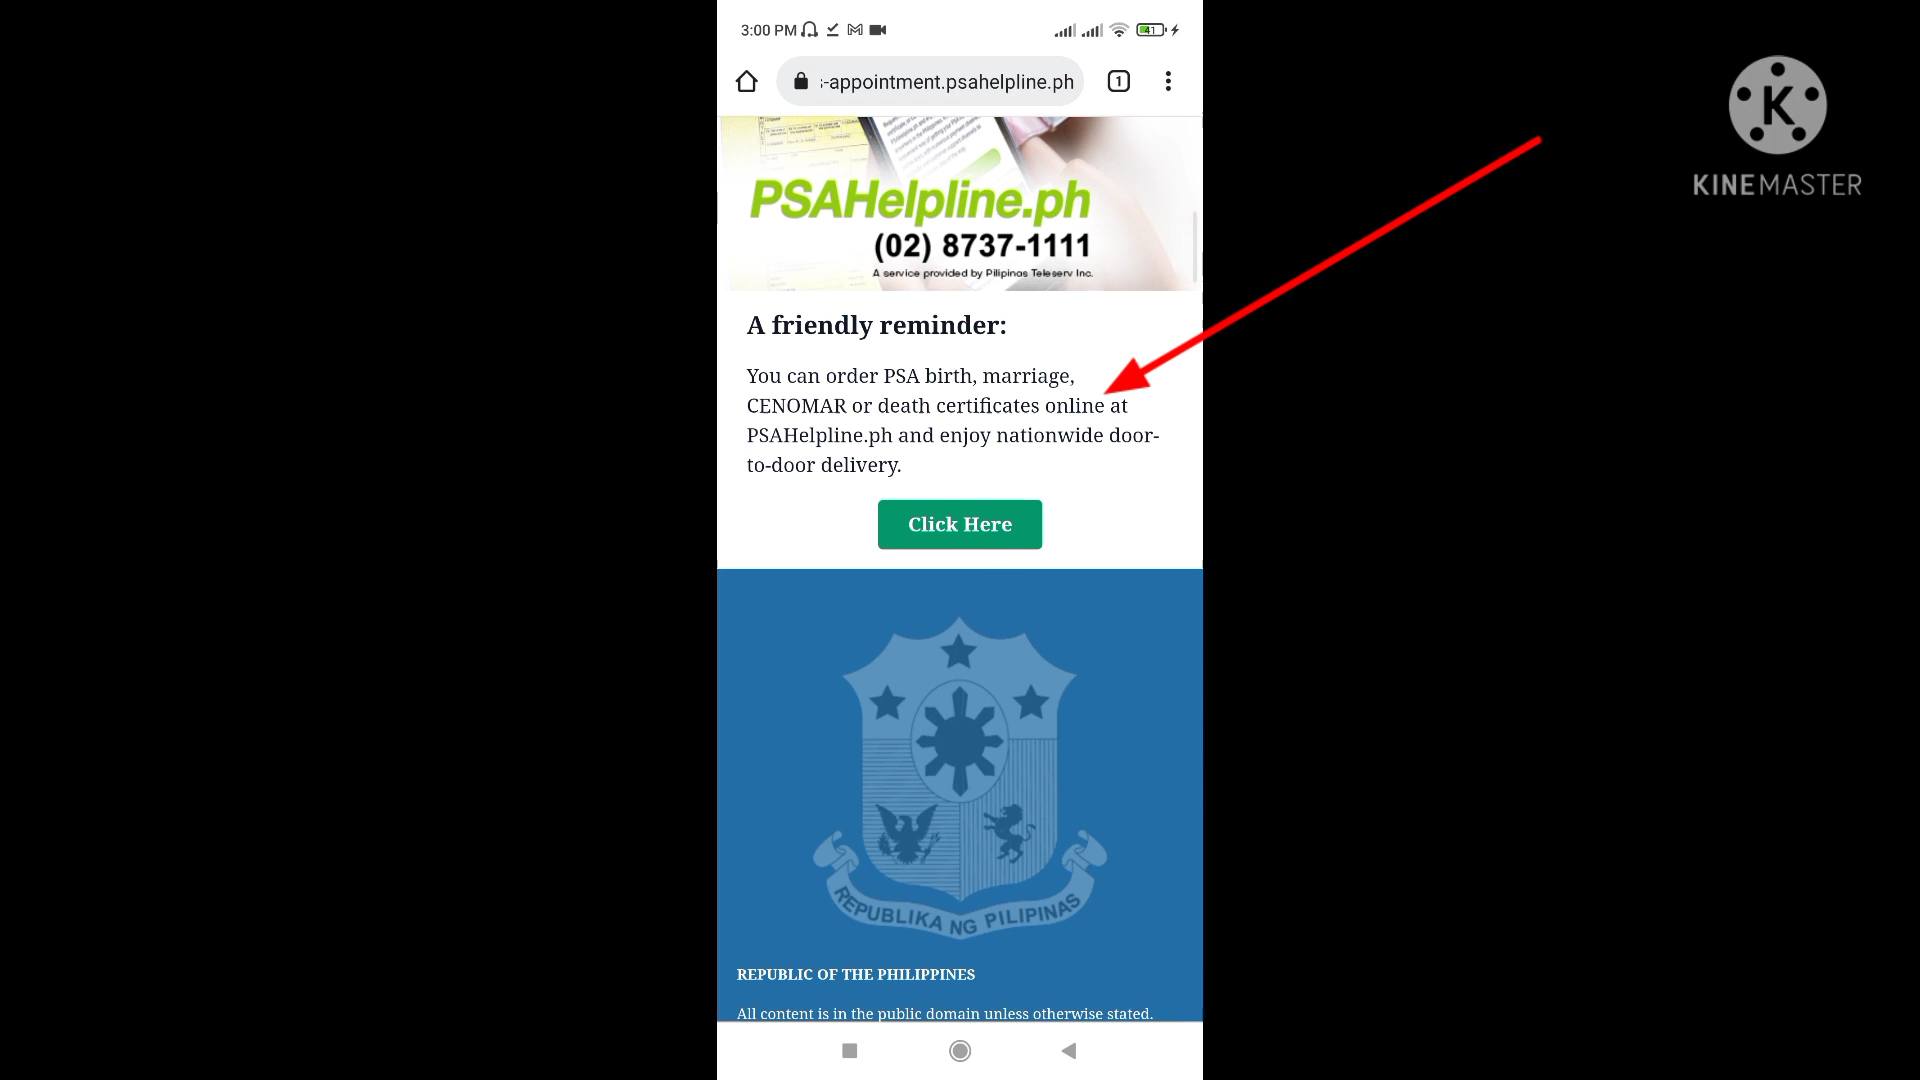 3:00 PM
41
:-appointment.psahelpline.ph
1
K
KINEMASTER
PSAHelpline.ph
(02) 8737-1111
A service provided by Pilipinas Teleserv Inc.
A friendly reminder:
You can order PSA birth, marriage,
CENOMAR or death certificates online at
PSAHelpline.ph and enjoy nationwide door-
to-door delivery.
Click Here
REPUBLIKA NG PILIPINAS
REPUBLIC OF THE PHILIPPINES
All content is in the public domain unless otherwise stated.